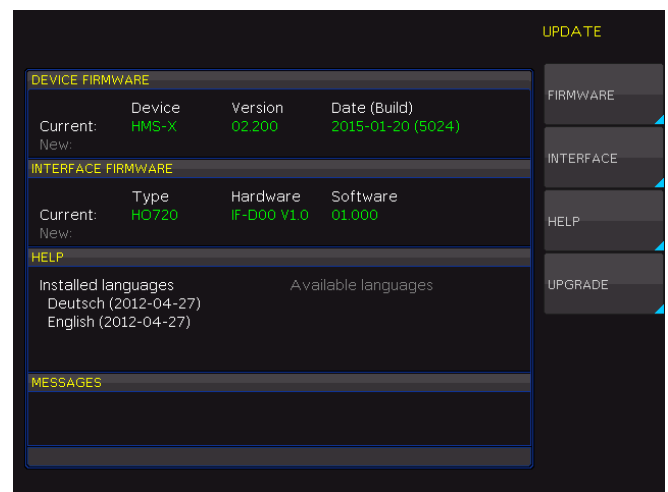 UPDATE
DEVICE FIRMWARE
Device Version Date (Build)
Current: HMS-X 02.200 2015-01-20 (5024)
New:
INTERFACE FIRMWARE
Type Hardware Software
Current: HO720 IF-D00 V1.0 01.000
New:
HELP
Installed languages Available languages
Deutsch (2012-04-27)
English (2012-04-27)
MESSAGES
FIRMWARE
INTERFACE
HELP
UPGRADE